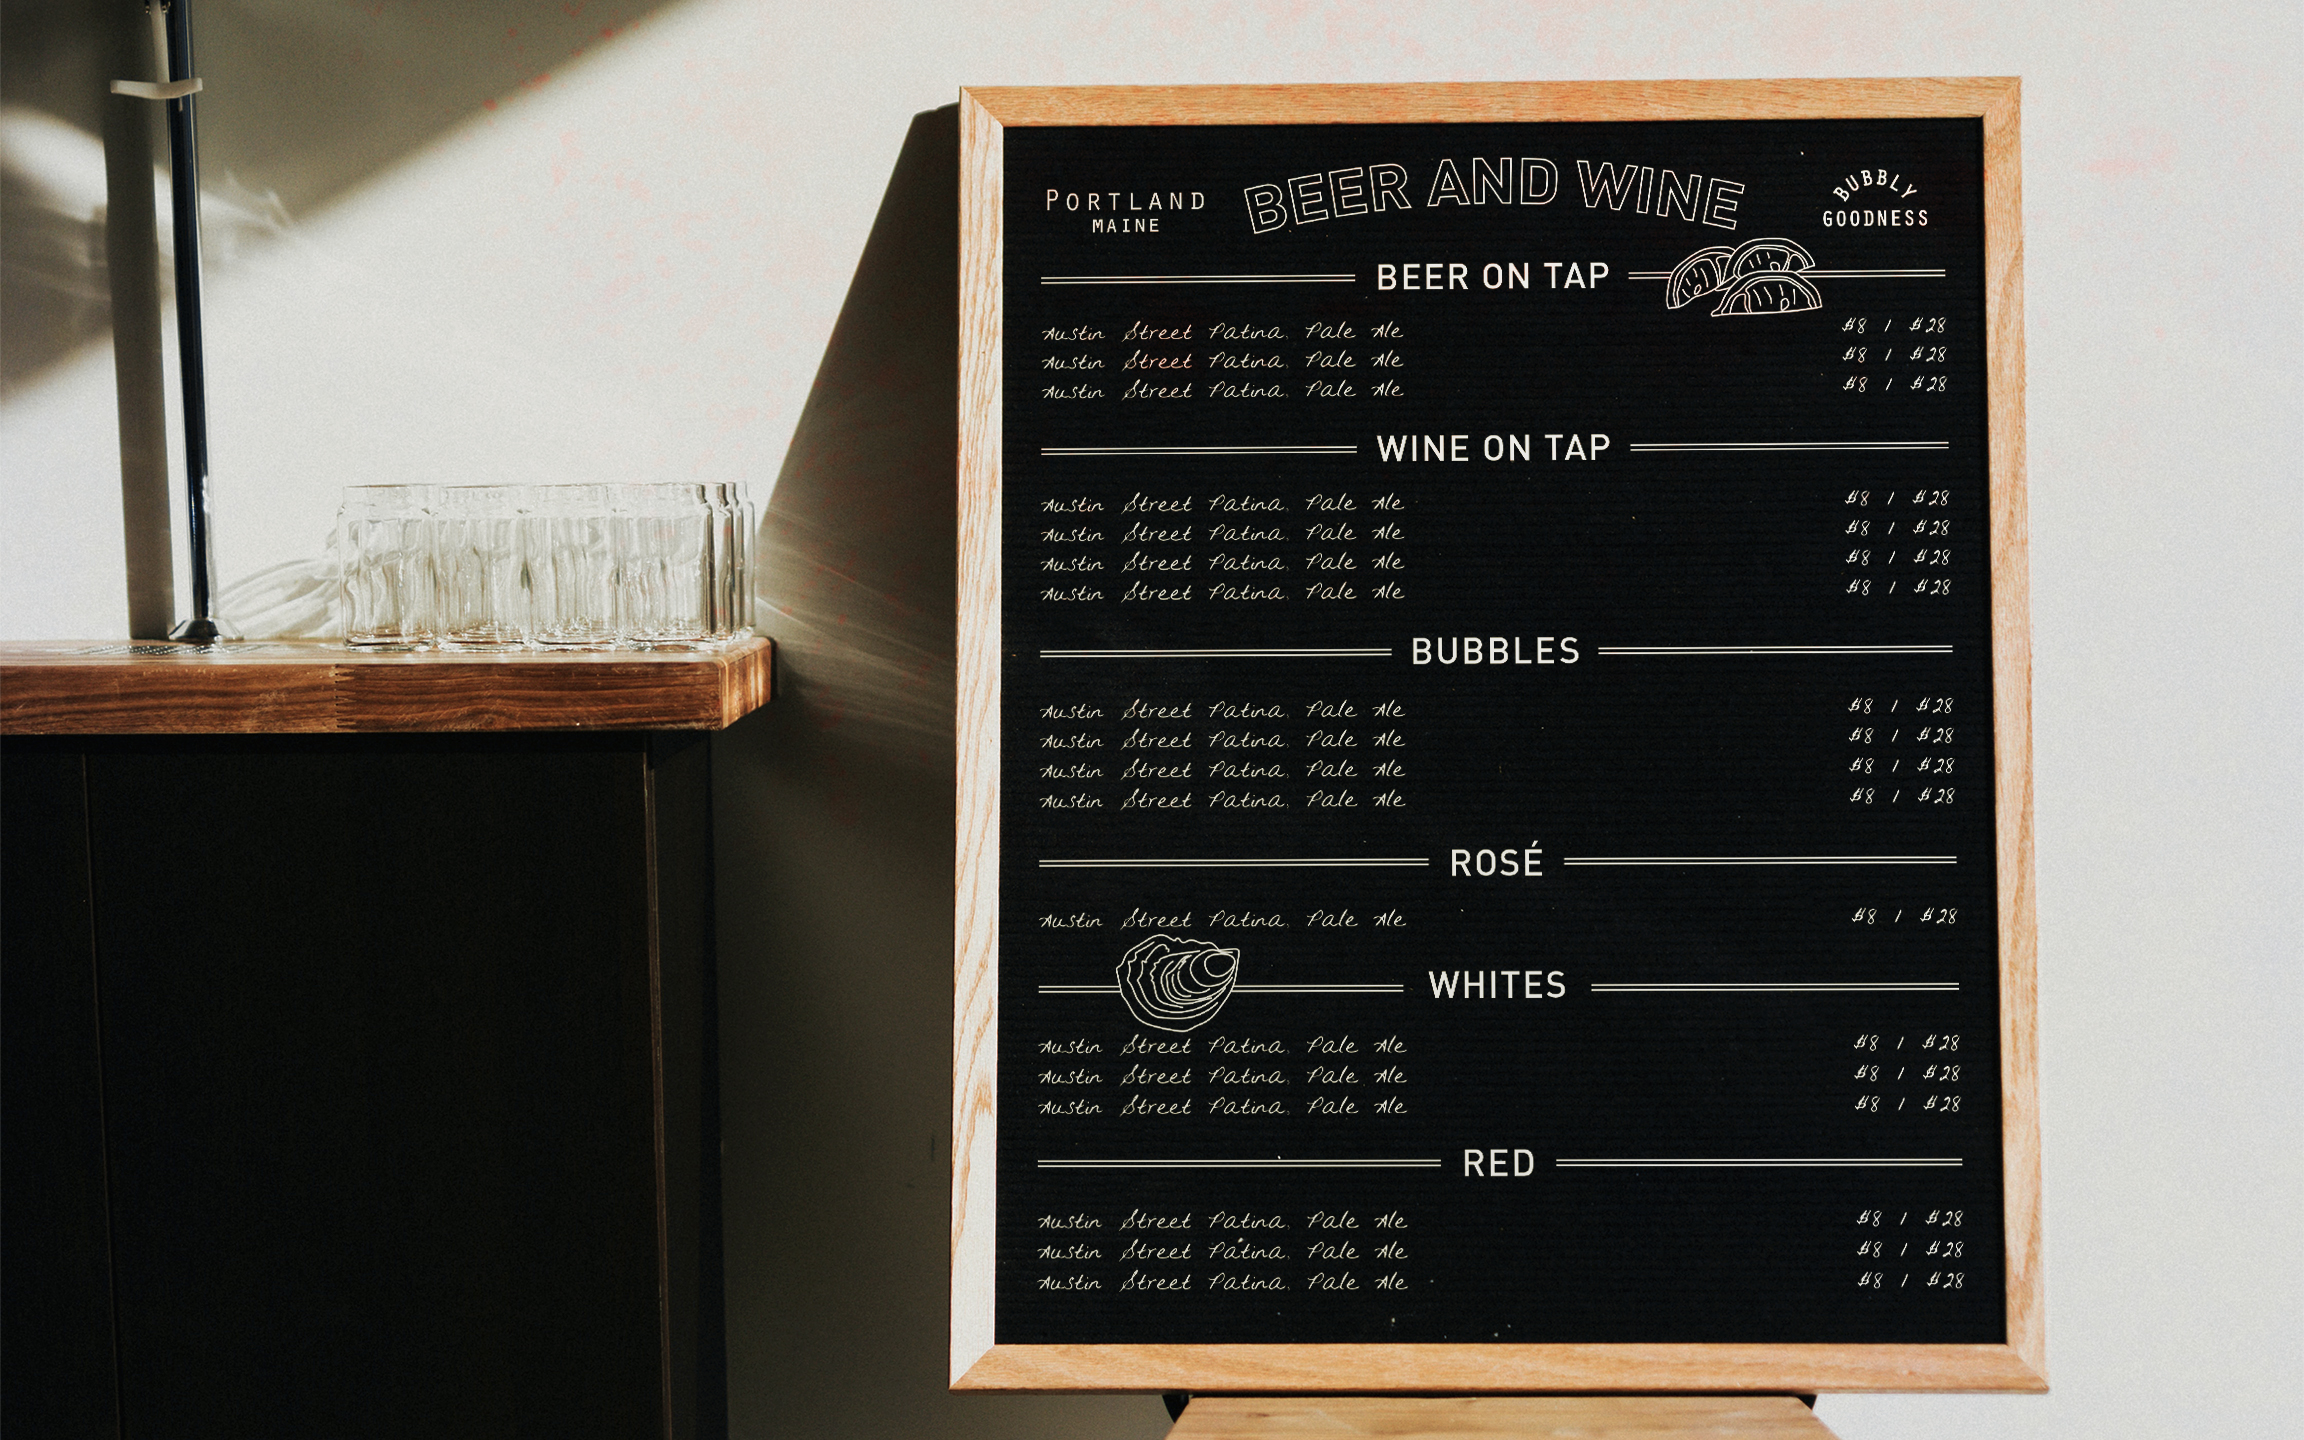 PORTLAND
MAINE
BEER AND WINE
BUBBLY
GOODNESS
BEER ON TAP
Austin Street Patina Pale Ale $8 / $28
Austin Street Patina Pale Ale $8 / $28
Austin Street Patina Pale Ale $8 / $28
WINE ON TAP
Austin Street Patina Pale Ale $8 / $28
Austin Street Patina Pale Ale $8 / $28
Austin Street Patina Pale Ale $8 / $28
Austin Street Patina Pale Ale $8 / $28
BUBBLES
Austin Street Patina Pale Ale $8 / $28
Austin Street Patina Pale Ale $8 / $28
Austin Street Patina Pale Ale $8 / $28
Austin Street Patina Pale Ale $8 / $28
ROSÉ
Austin Street Patina Pale Ale $8 / $28
WHITES
Austin Street Patina Pale Ale $8 / $28
Austin Street Patina Pale Ale $8 / $28
Austin Street Patina Pale Ale $8 / $28
RED
Austin Street Patina Pale Ale $8 / $28
Austin Street Patina Pale Ale $8 / $28
Austin Street Patina Pale Ale $8 / $28